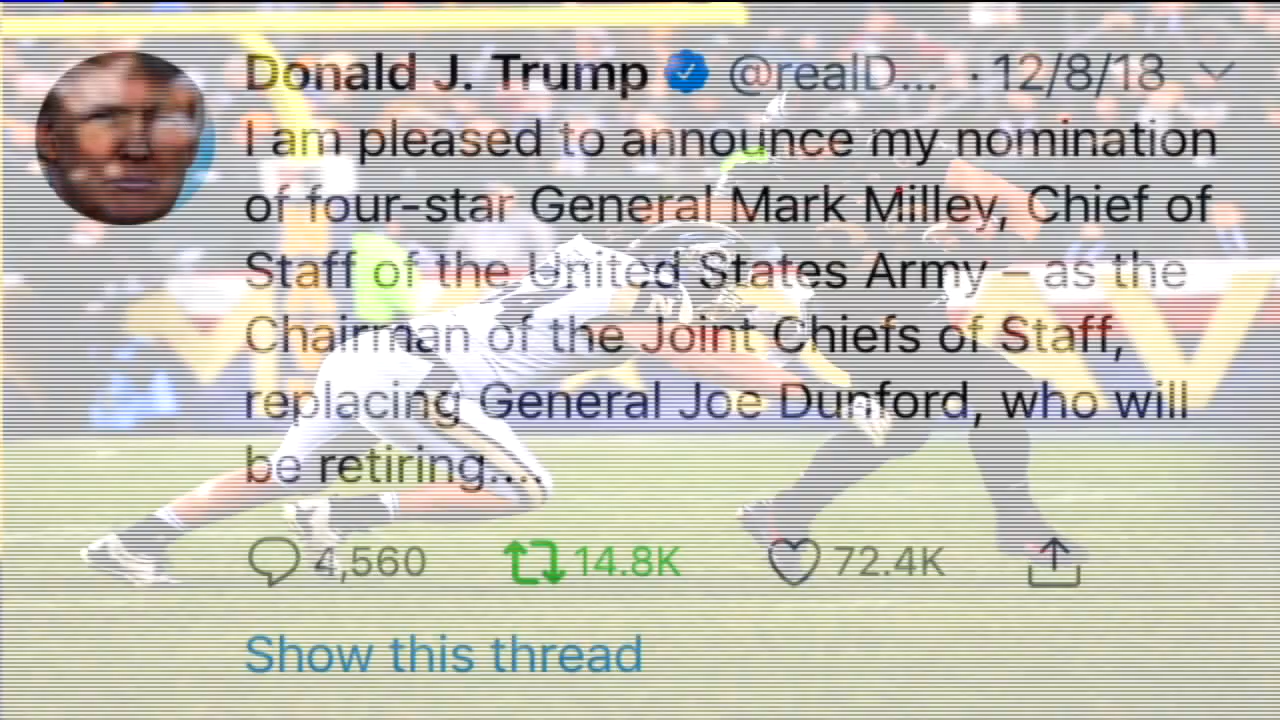 Donald J. Trump @realD... · 12/8/18
I am pleased to announce my nomination
of four-star General Mark Milley, Chief of
Staff of the United States Army – as the
Chairman of the Joint Chiefs of Staff,
replacing General Joe Dunford, who will
be retiring....
4,560 14.8K 72.4K
Show this thread